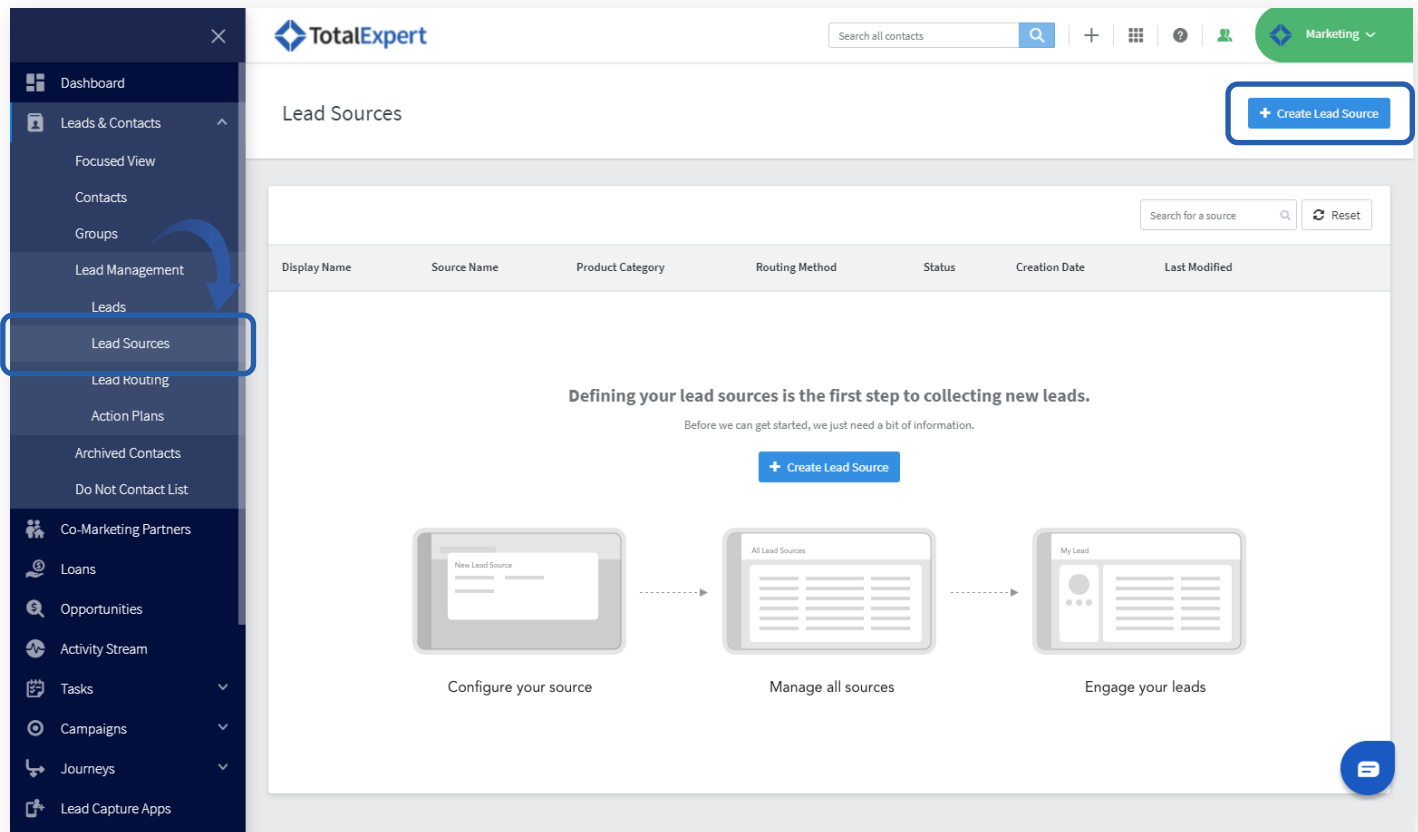 TotalExpert
Search all contacts
Marketing
Dashboard
Leads & Contacts
Focused View
Contacts
Groups
Lead Management
Leads
Lead Sources
Lead Routing
Action Plans
Archived Contacts
Do Not Contact List
Co-Marketing Partners
Loans
Opportunities
Activity Stream
Tasks
Campaigns
Journeys
Lead Capture Apps
Lead Sources
+ Create Lead Source
Search for a source
Reset
Display Name Source Name Product Category Routing Method Status Creation Date Last Modified
Defining your lead sources is the first step to collecting new leads.
Before we can get started, we just need a bit of information.
+ Create Lead Source
New Lead Source
All Lead Sources
My Lead
Configure your source
Manage all sources
Engage your leads